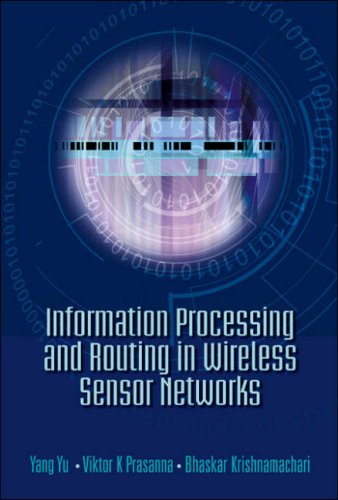 Information Processing
and Routing in Wireless
Sensor Networks
Yang Yu • Viktor K Prasanna • Bhaskar Krishnamachari